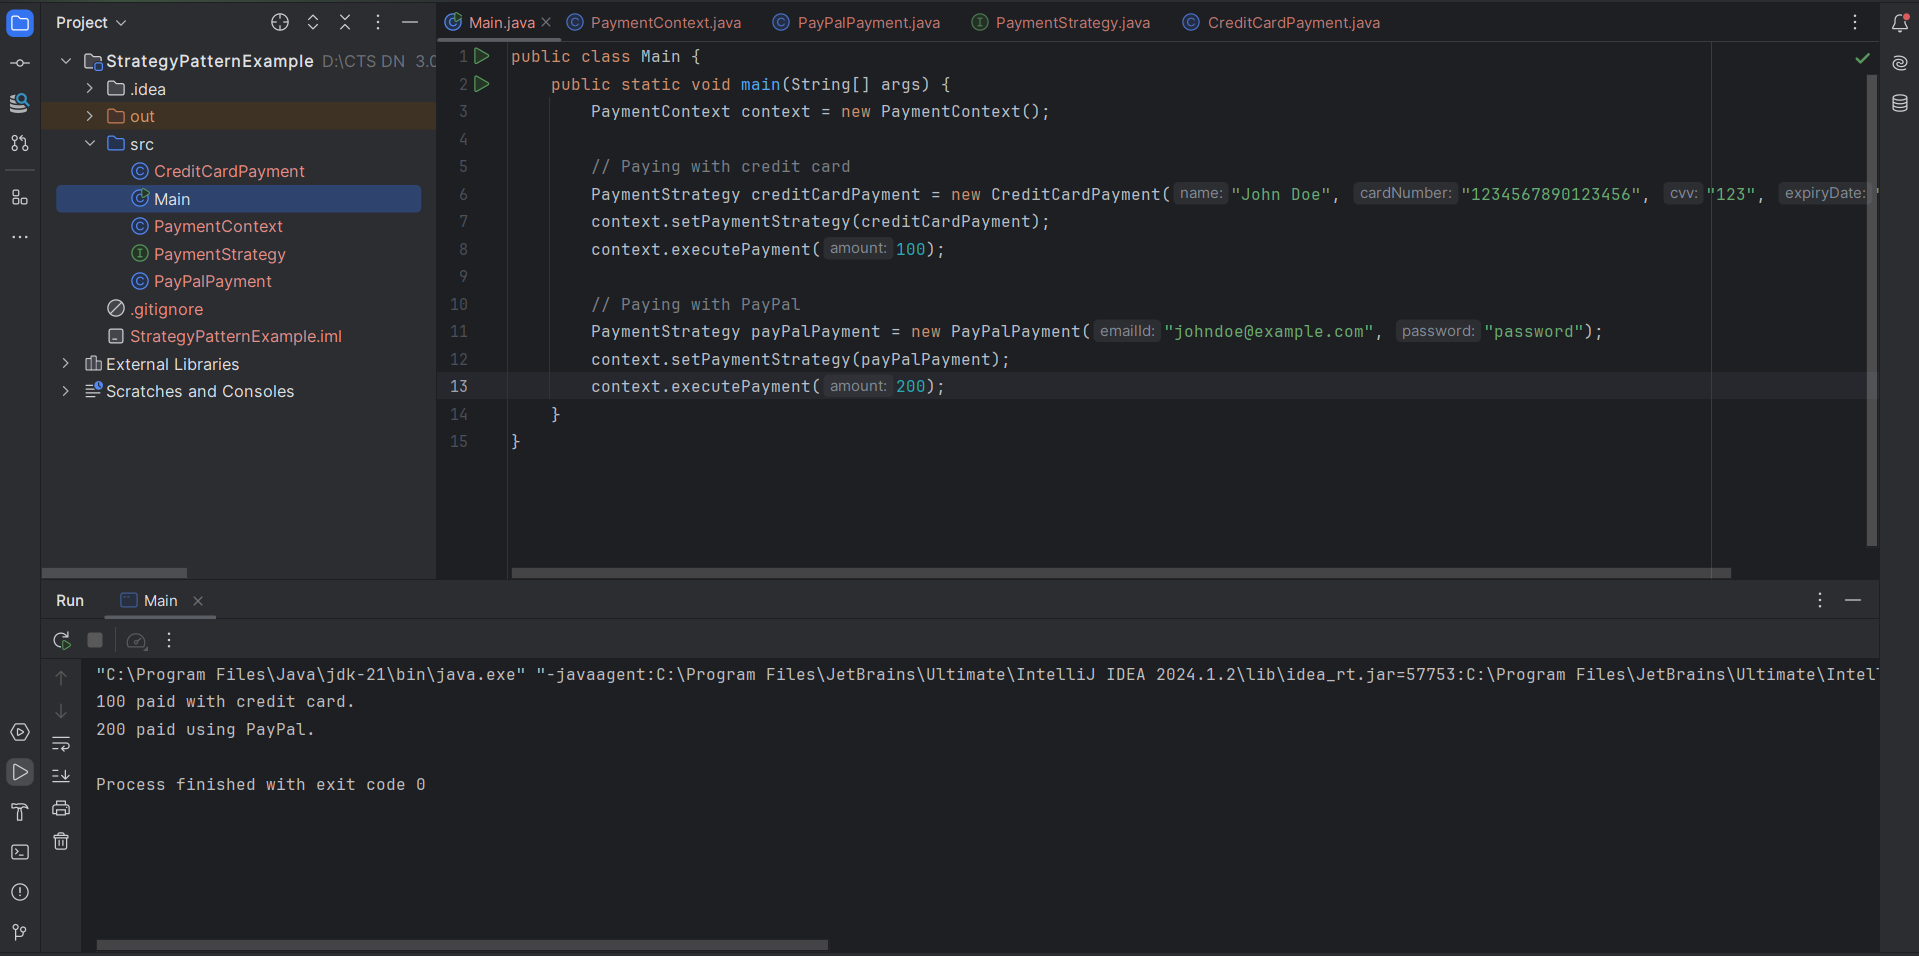 Project
Main.java
PaymentContext.java
PayPalPayment.java
PaymentStrategy.java
CreditCardPayment.java
StrategyPatternExample D:\CTS DN 3.0
.idea
out
src
CreditCardPayment
Main
PaymentContext
PaymentStrategy
PayPalPayment
.gitignore
StrategyPatternExample.iml
External Libraries
Scratches and Consoles
1 public class Main {
2 public static void main(String[] args) {
3 PaymentContext context = new PaymentContext();
4
5 // Paying with credit card
6 PaymentStrategy creditCardPayment = new CreditCardPayment( name: "John Doe", cardNumber: "1234567890123456", cvv: "123", expiryDate: "
7 context.setPaymentStrategy(creditCardPayment);
8 context.executePayment( amount: 100);
9
10 // Paying with PayPal
11 PaymentStrategy payPalPayment = new PayPalPayment( emailId: "johndoe@example.com", password: "password");
12 context.setPaymentStrategy(payPalPayment);
13 context.executePayment( amount: 200);
14 }
15 }
Run Main
"C:\Program Files\Java\jdk-21\bin\java.exe" "-javaagent:C:\Program Files\JetBrains\Ultimate\IntelliJ IDEA 2024.1.2\lib\idea_rt.jar=57753:C:\Program Files\JetBrains\Ultimate\Intel
100 paid with credit card.
200 paid using PayPal.
Process finished with exit code 0